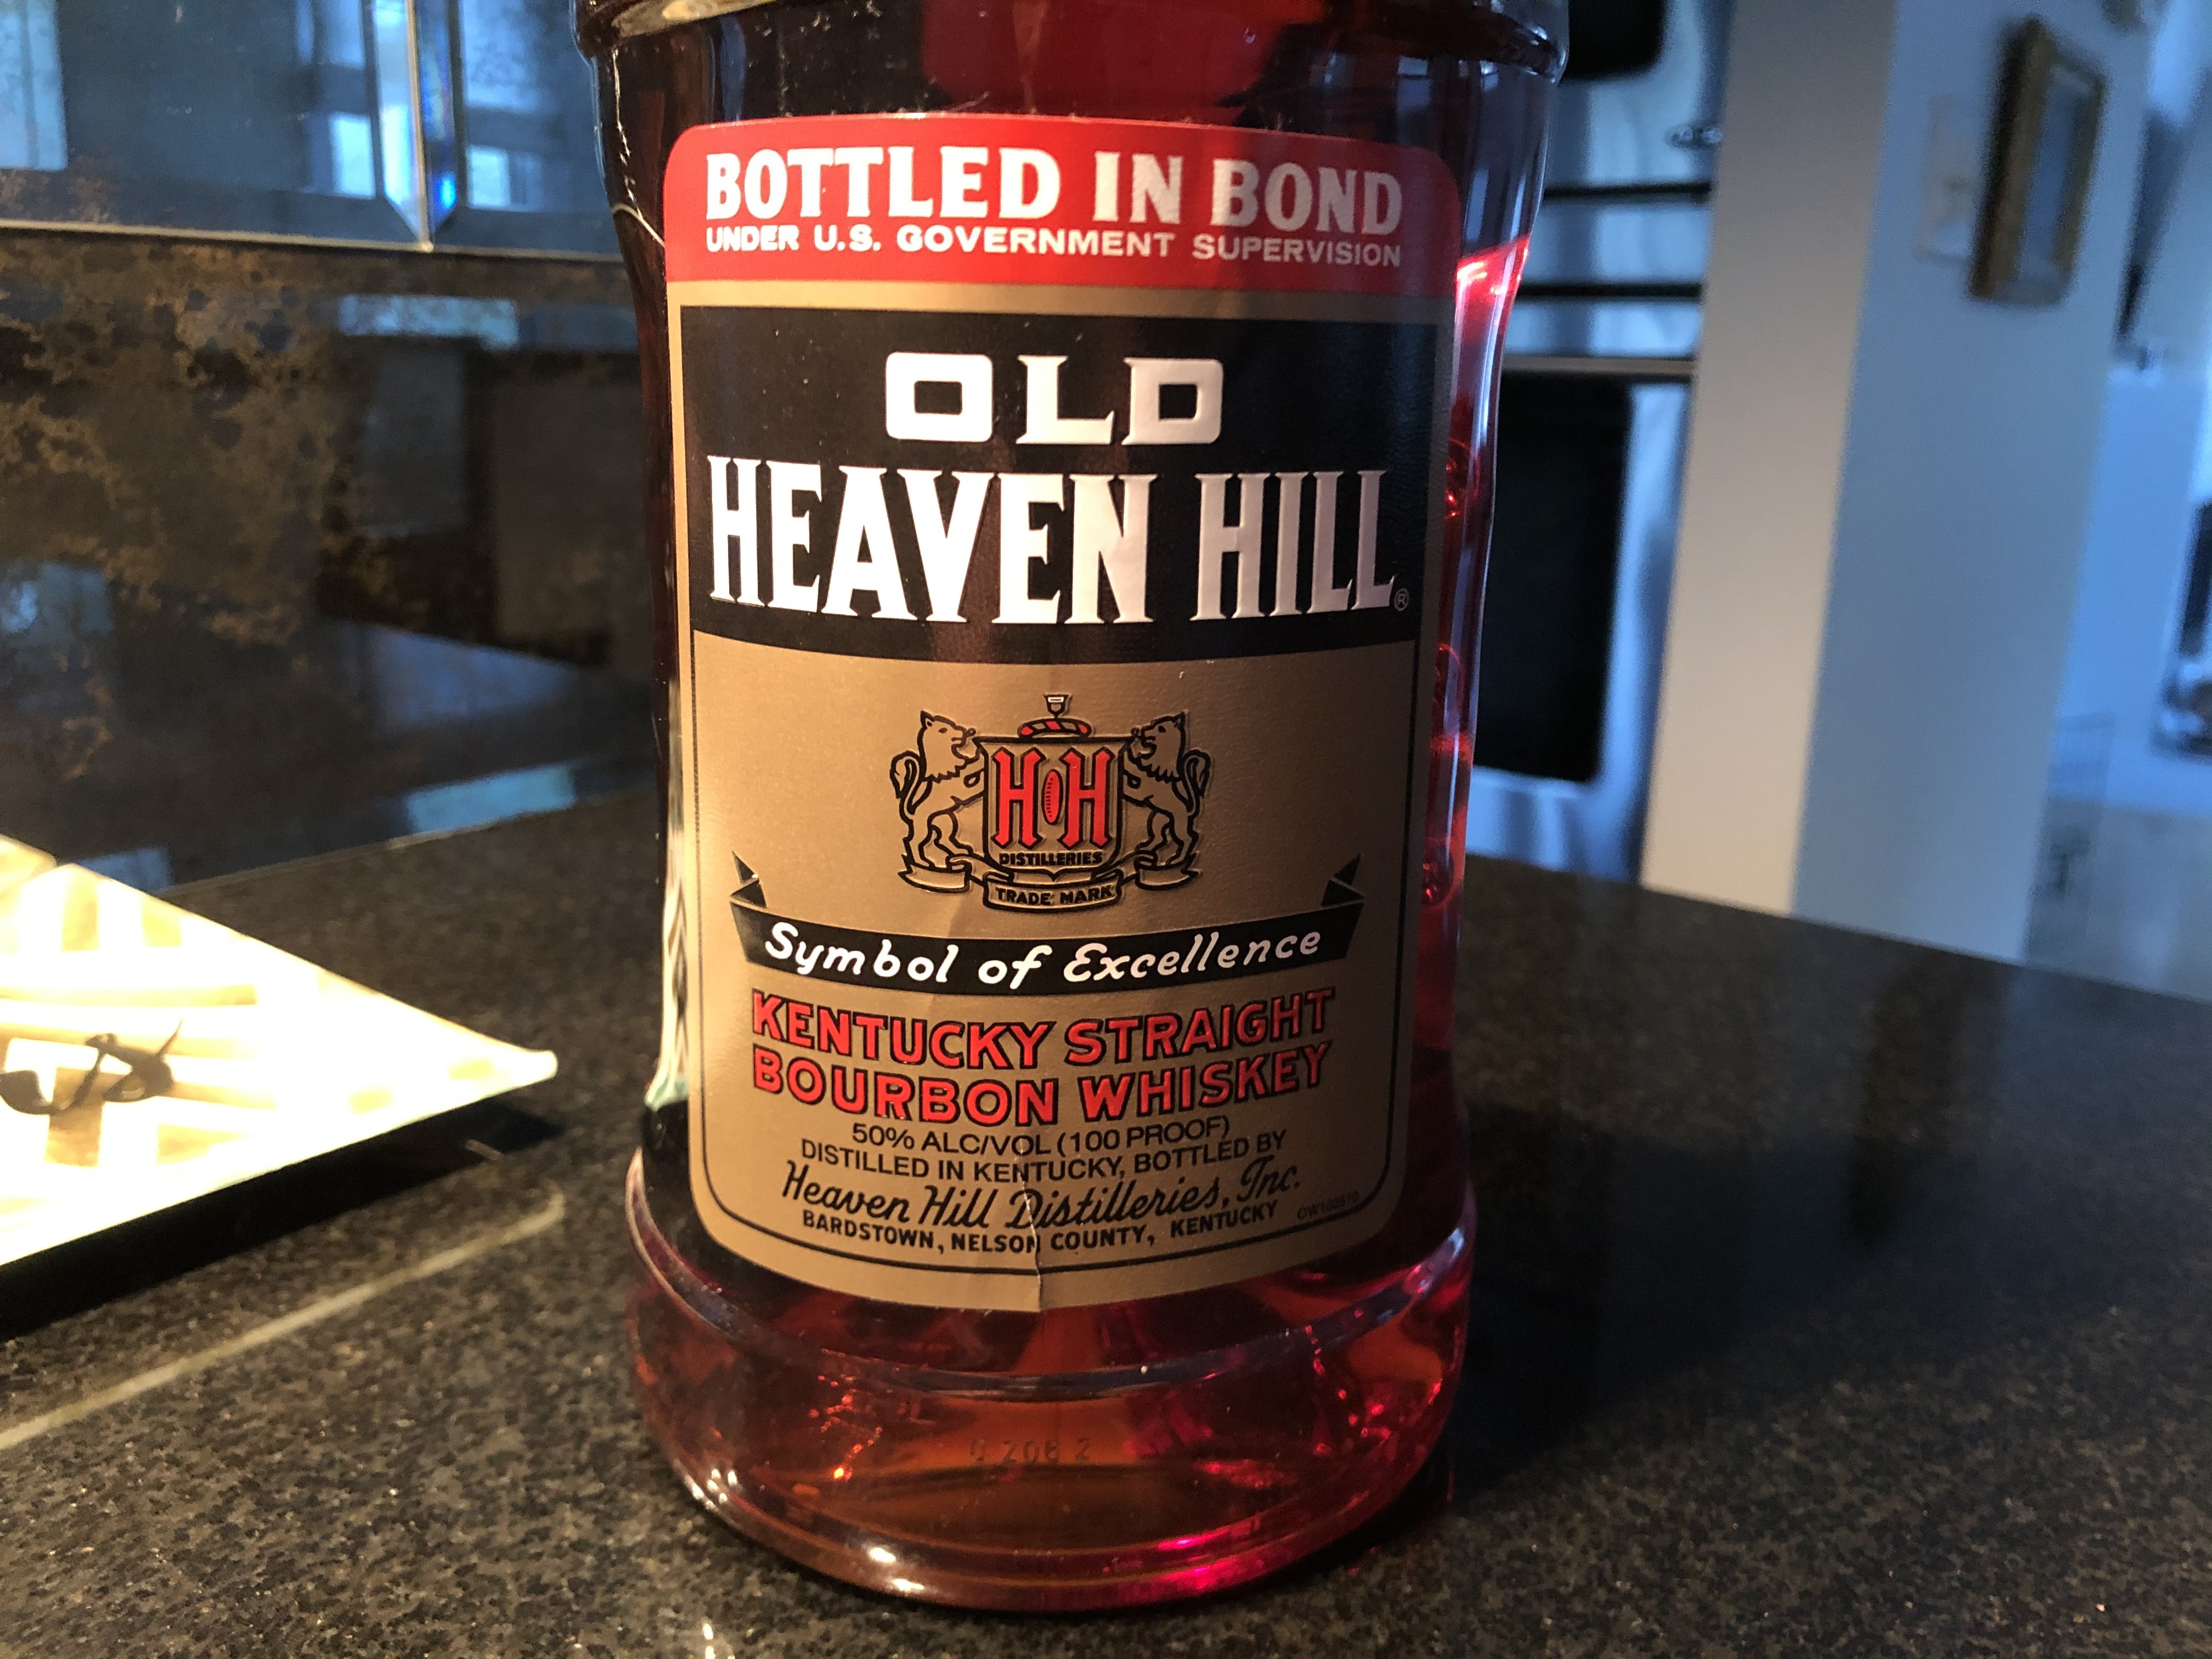 BOTTLED IN BOND
UNDER U.S. GOVERNMENT SUPERVISION
OLD
HEAVEN HILL®
H H
DISTILLERIES
TRADE MARK
Symbol of Excellence
KENTUCKY STRAIGHT
BOURBON WHISKEY
50% ALC/VOL (100 PROOF)
DISTILLED IN KENTUCKY, BOTTLED BY
Heaven Hill Distilleries, Inc.
BARDSTOWN, NELSON COUNTY, KENTUCKY